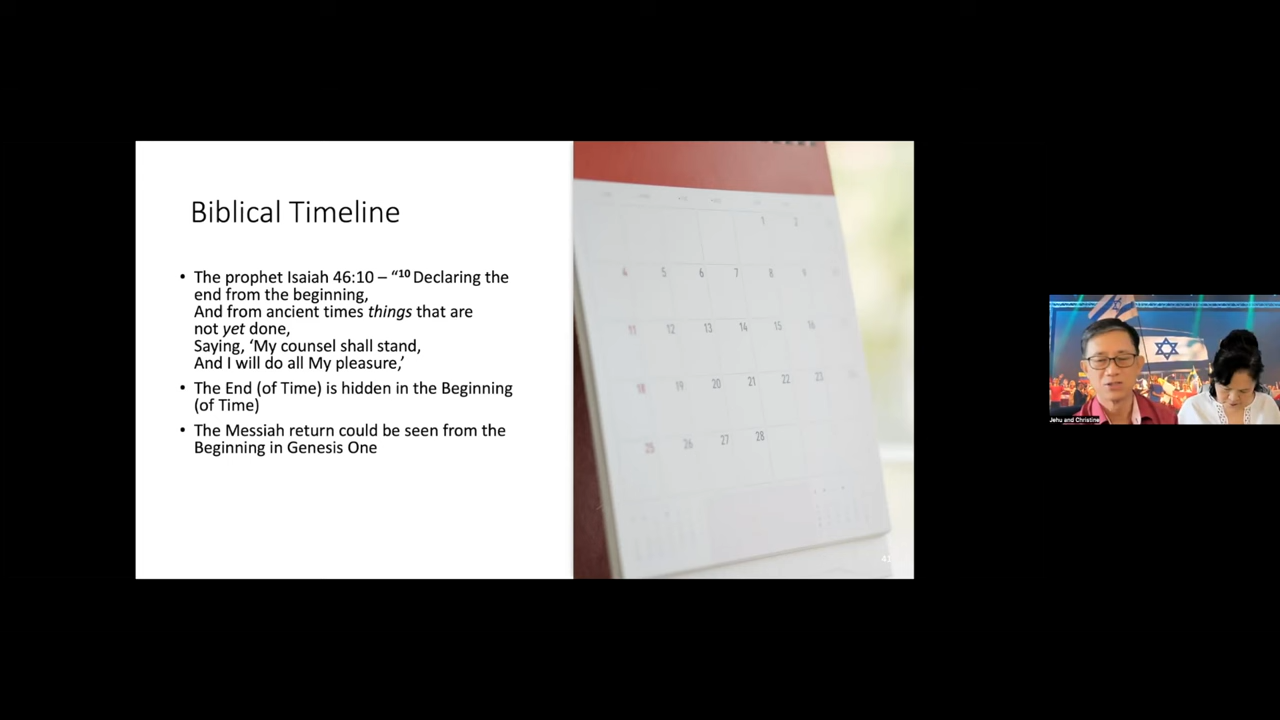 Biblical Timeline
• The prophet Isaiah 46:10 – “10 Declaring the
end from the beginning,
And from ancient times things that are
not yet done,
Saying, ‘My counsel shall stand,
And I will do all My pleasure,’
• The End (of Time) is hidden in the Beginning
(of Time)
• The Messiah return could be seen from the
Beginning in Genesis One
1 2
4 5 6 7 8 9
11 12 13 14 15 16
18 19 20 21 22 23
25 26 27 28
Jehu and Christine